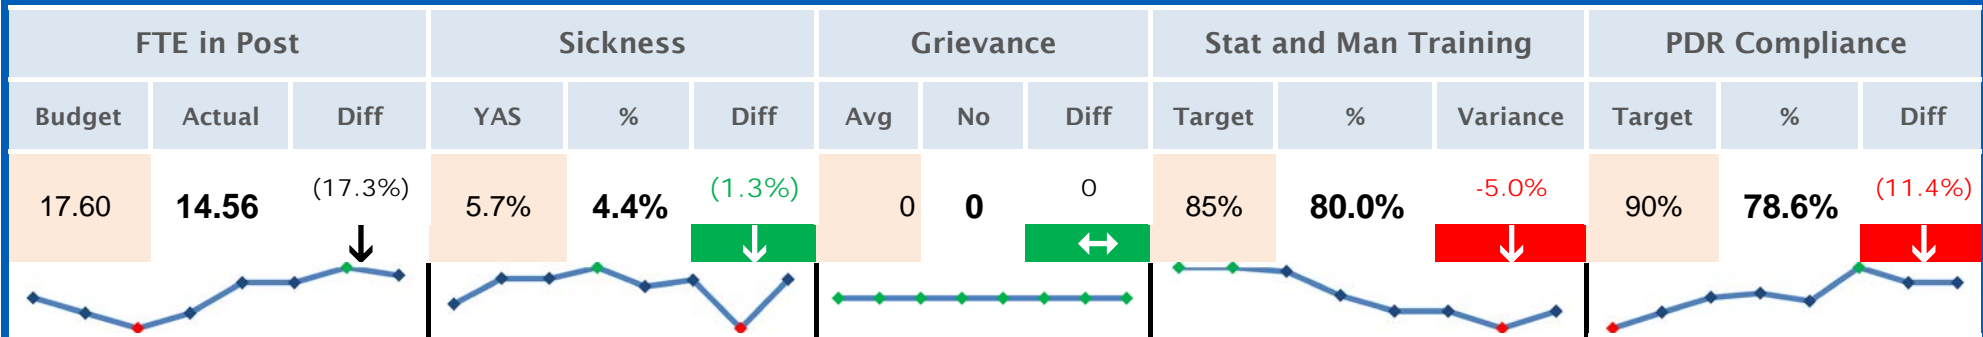 FTE in Post Sickness Grievance Stat and Man Training PDR Compliance
Budget Actual Diff YAS % Diff Avg No Diff Target % Variance Target % Diff
17.60 14.56 (17.3%) 5.7% 4.4% (1.3%) 0 0 0 85% 80.0% -5.0% 90% 78.6% (11.4%)